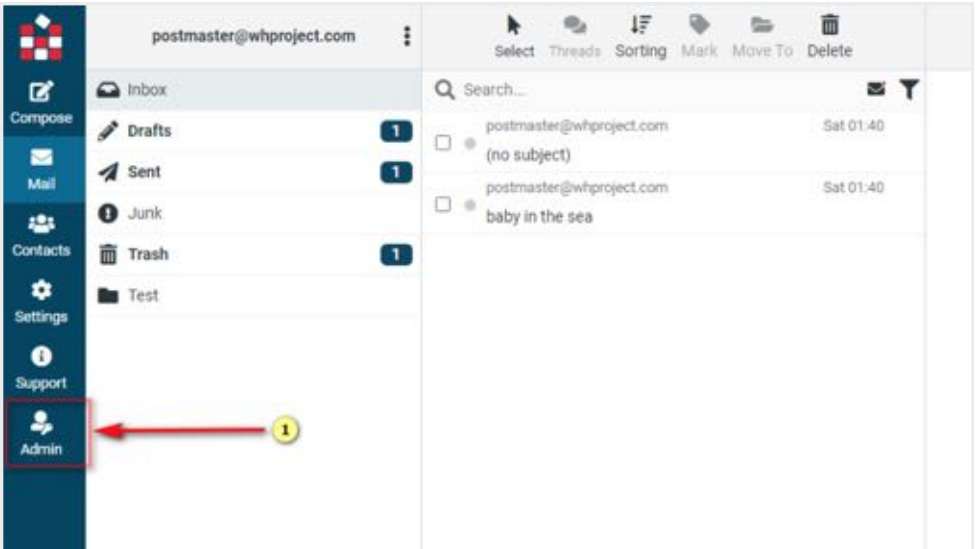 postmaster@whproject.com
Select Threads Sorting Mark Move To Delete
Compose
Mail
Contacts
Settings
Support
Admin
Inbox
Drafts 1
Sent 1
Junk
Trash 1
Test
Search...
postmaster@whproject.com Sat 01:40
(no subject)
postmaster@whproject.com Sat 01:40
baby in the sea
1